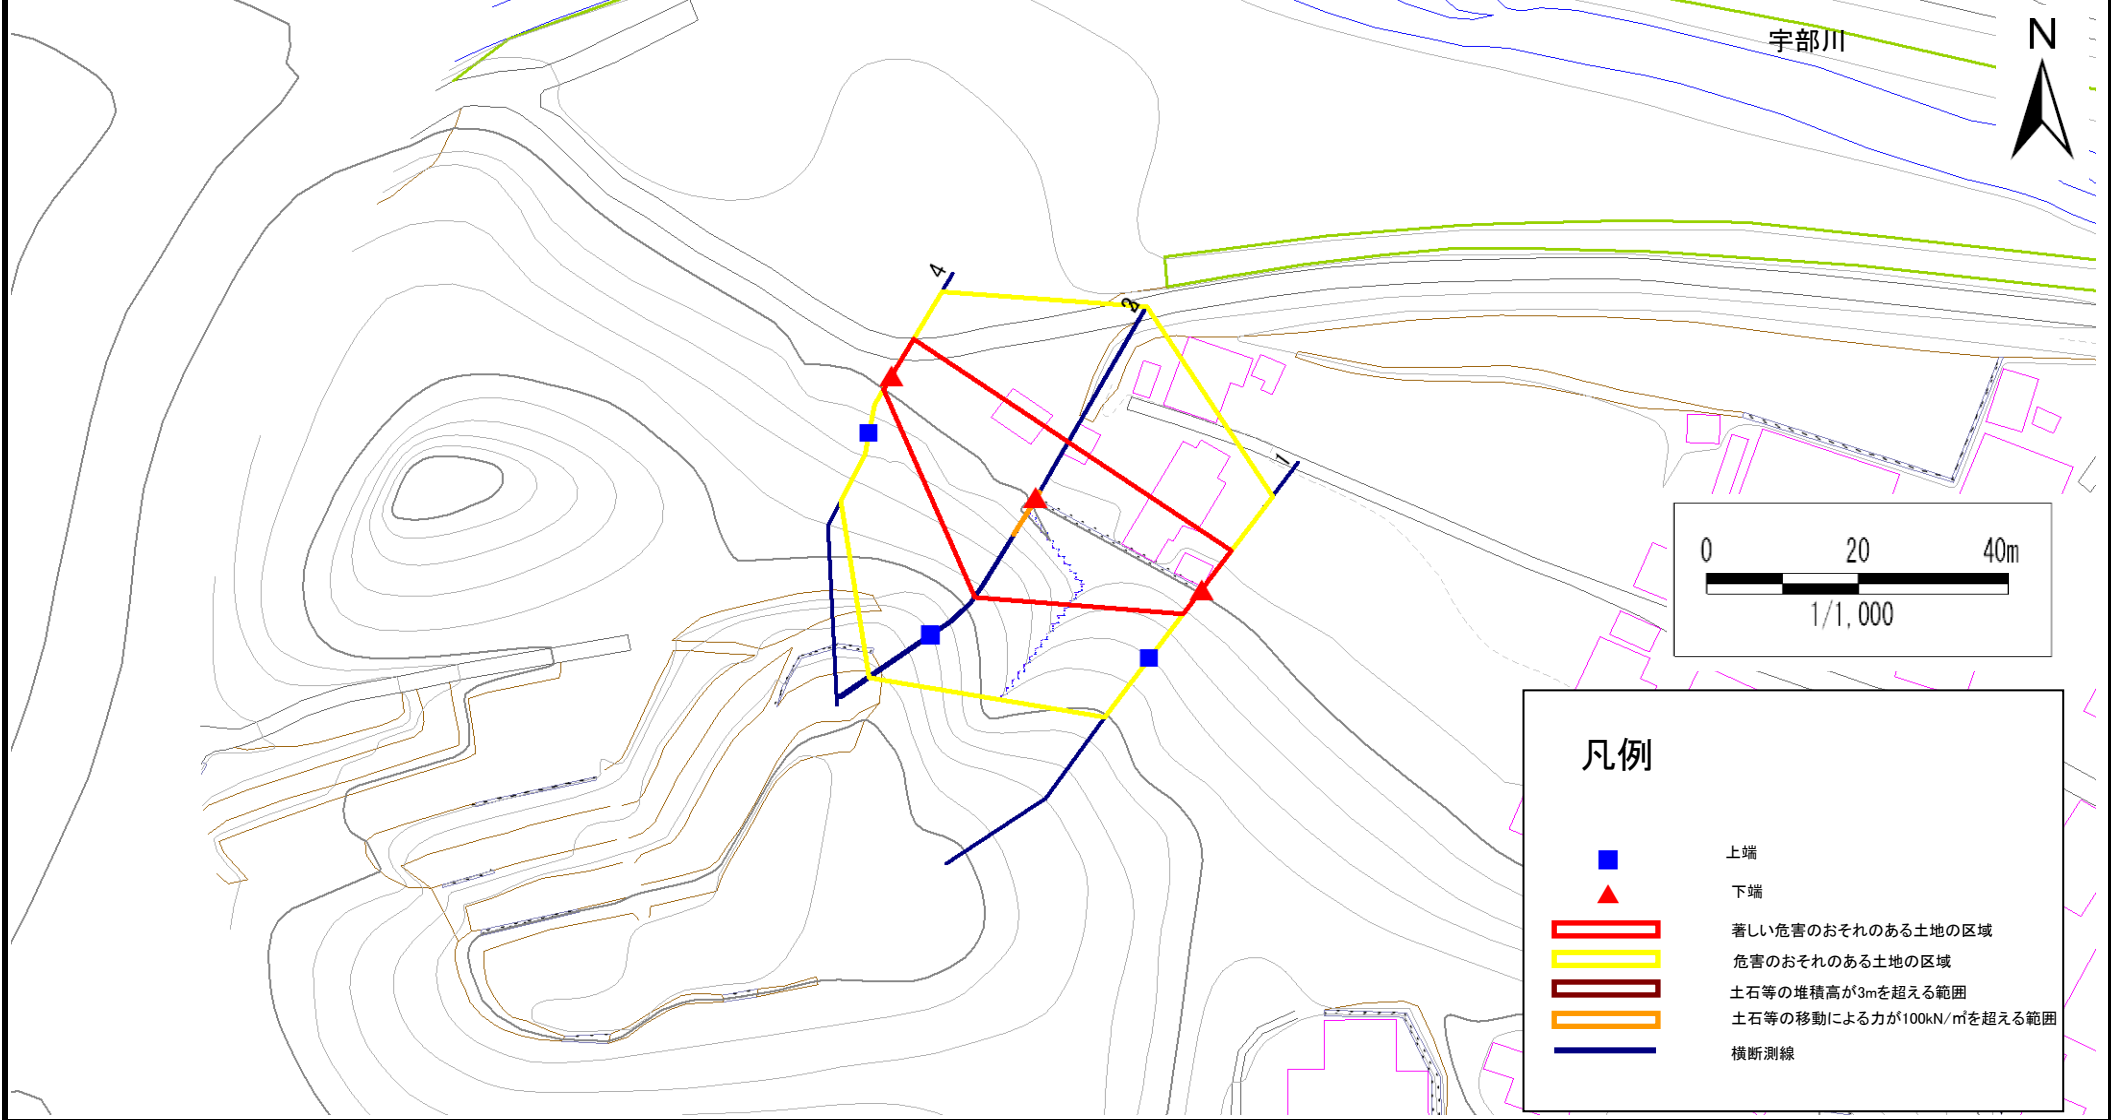 宇部川
N
4
1
0 20 40m
1/1,000
凡例
上端
下端
著しい危害のおそれのある土地の区域
危害のおそれのある土地の区域
土石等の堆積高が3mを超える範囲
土石等の移動による力が100kN/㎡を超える範囲
横断測線